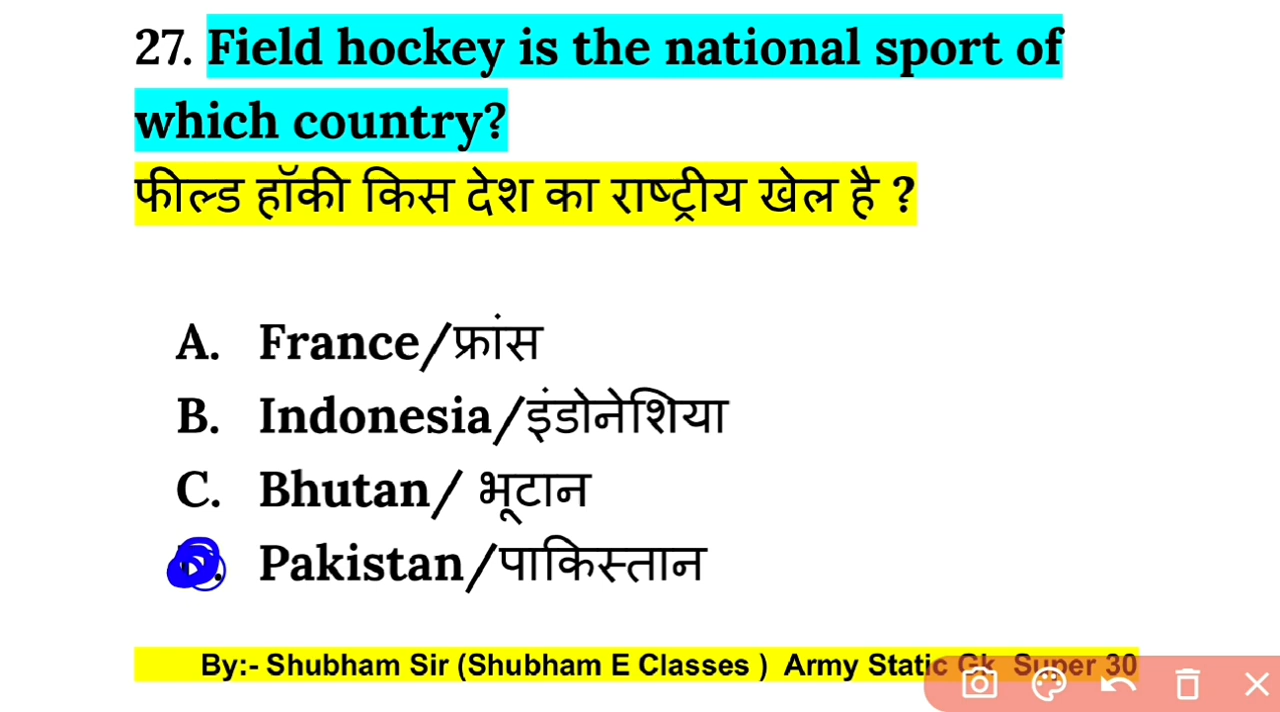 27. Field hockey is the national sport of
which country?
फील्ड हॉकी किस देश का राष्ट्रीय खेल है ?
A. France/फ्रांस
B. Indonesia/इंडोनेशिया
C. Bhutan/ भूटान
Pakistan/पाकिस्तान
By:- Shubham Sir (Shubham E Classes ) Army Static Gk Super 30